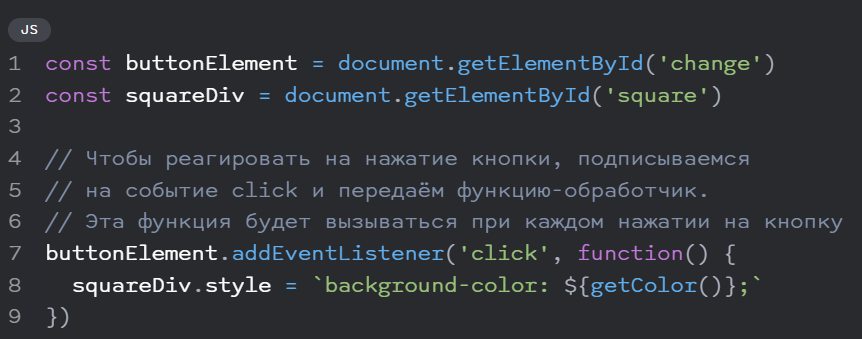 JS
1 const buttonElement = document.getElementById('change')
2 const squareDiv = document.getElementById('square')
3
4 // Чтобы реагировать на нажатие кнопки, подписываемся
5 // на событие click и передаём функцию-обработчик.
6 // Эта функция будет вызываться при каждом нажатии на кнопку
7 buttonElement.addEventListener('click', function() {
8   squareDiv.style = `background-color: ${getColor()};`
9 })